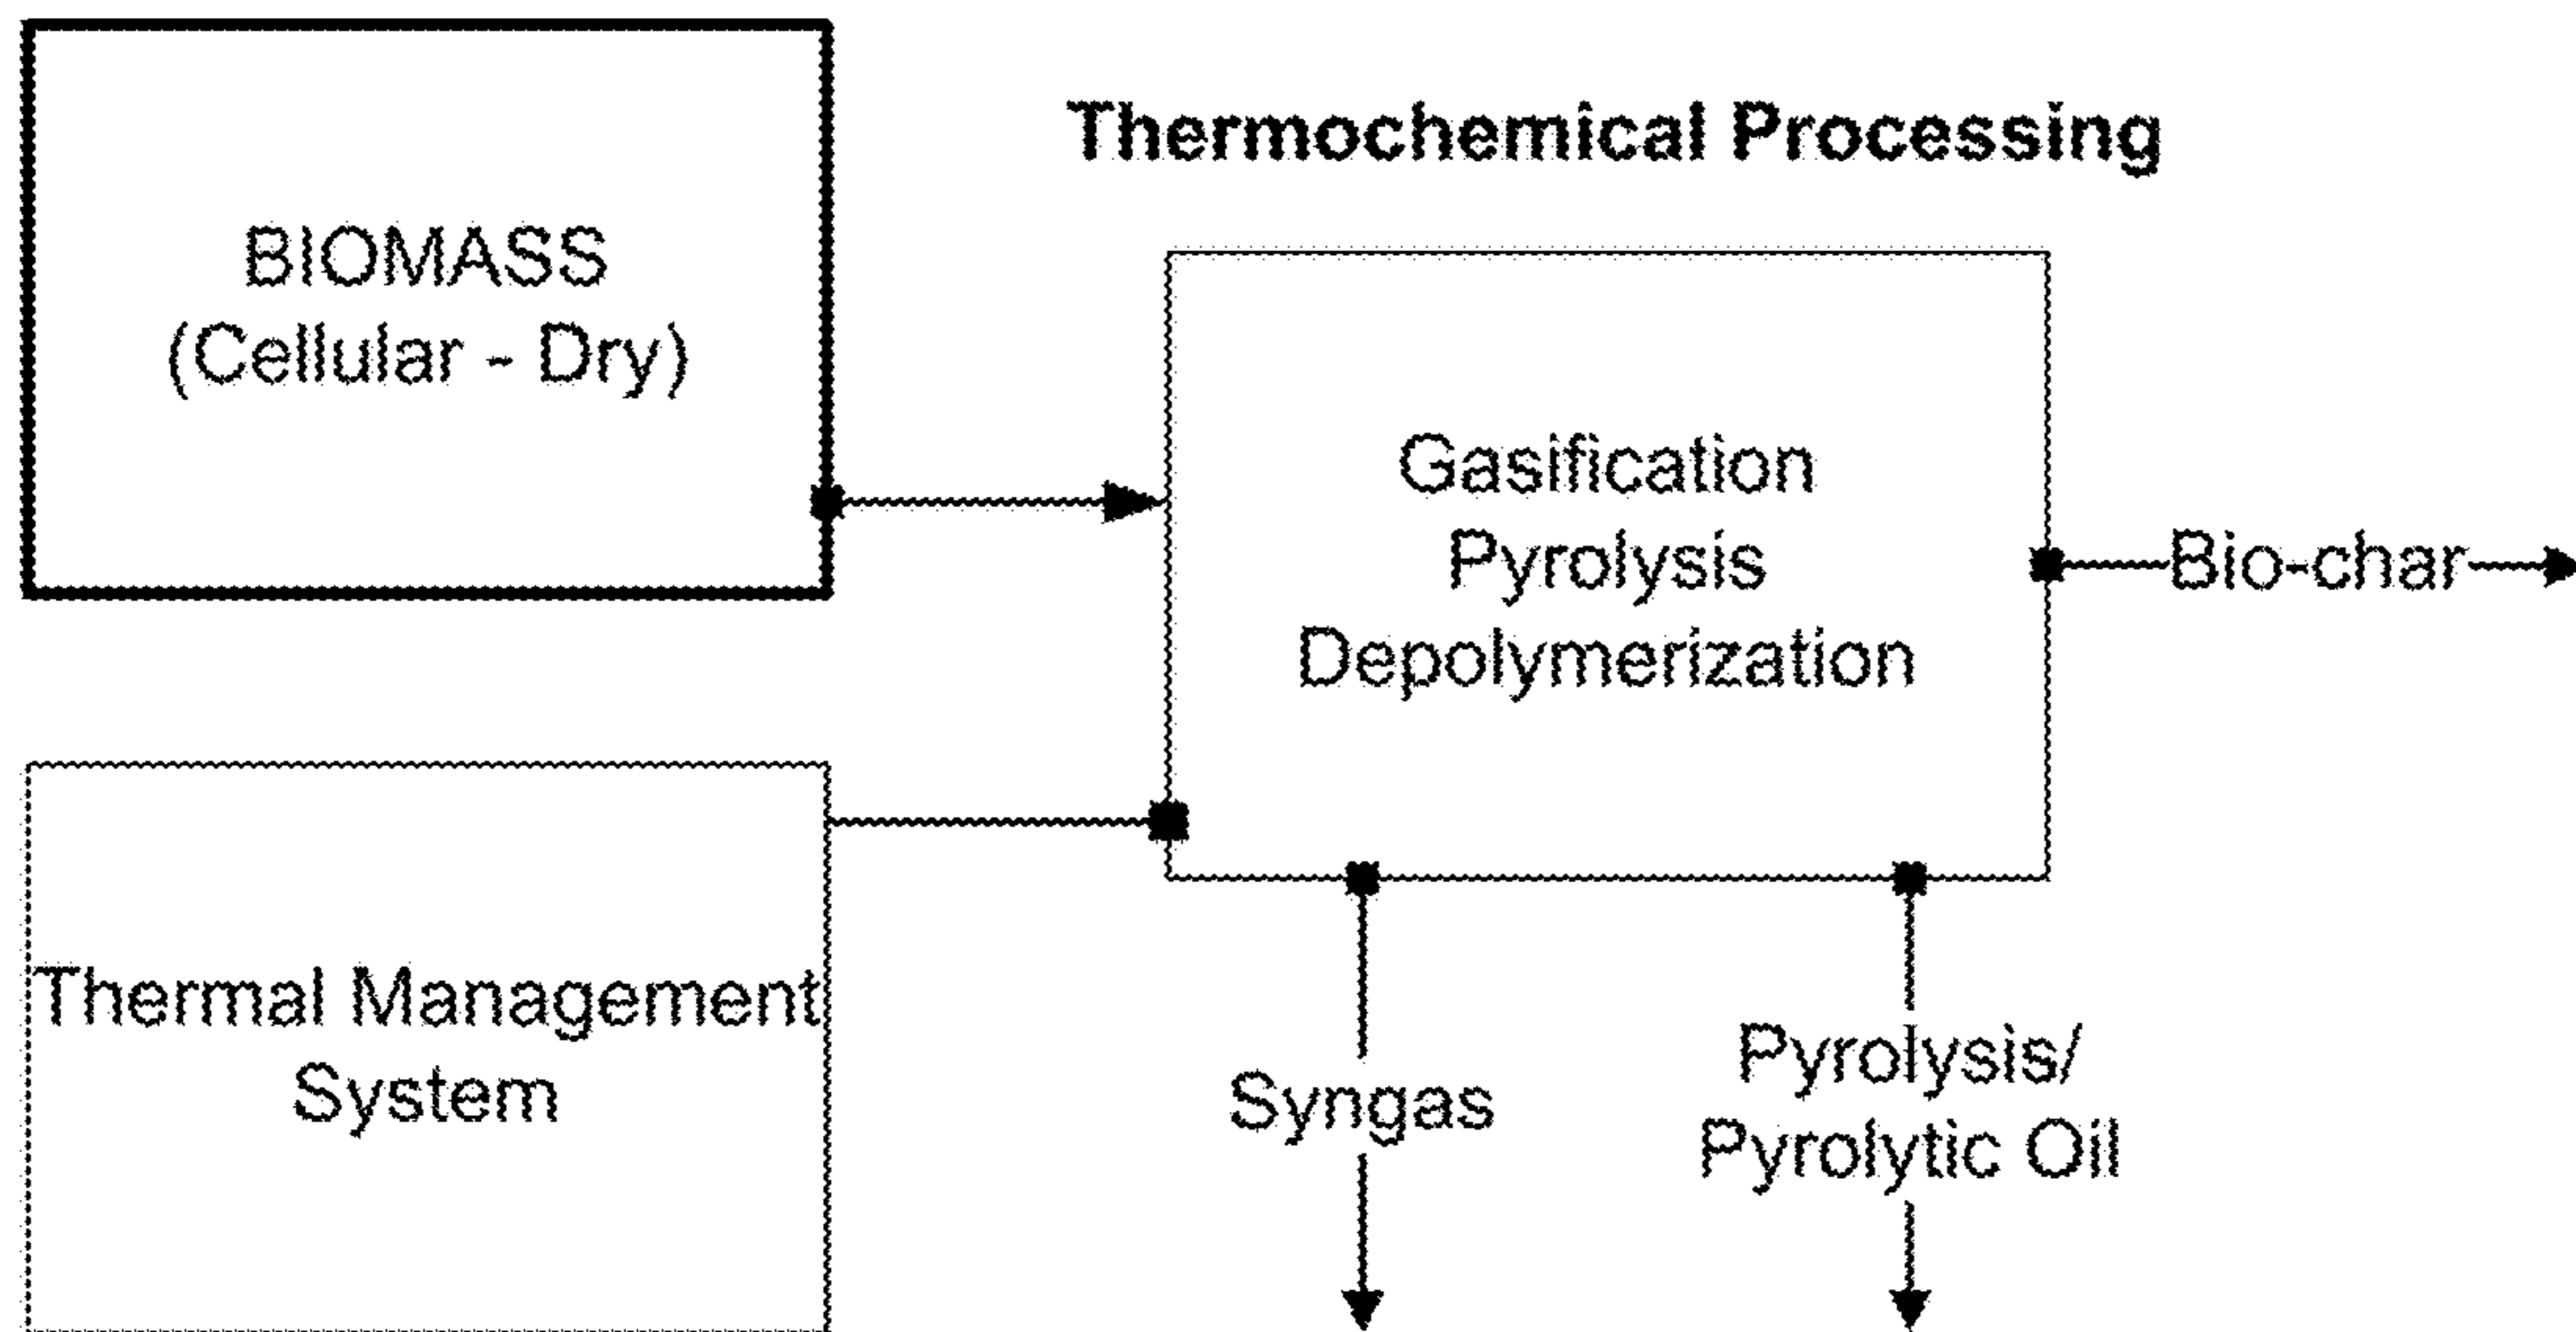 BIOMASS
(Cellular - Dry)
Thermochemical Processing
Gasification
Pyrolysis
Depolymerization
Bio-char
Thermal Management
System
Syngas
Pyrolysis/
Pyrolytic Oil